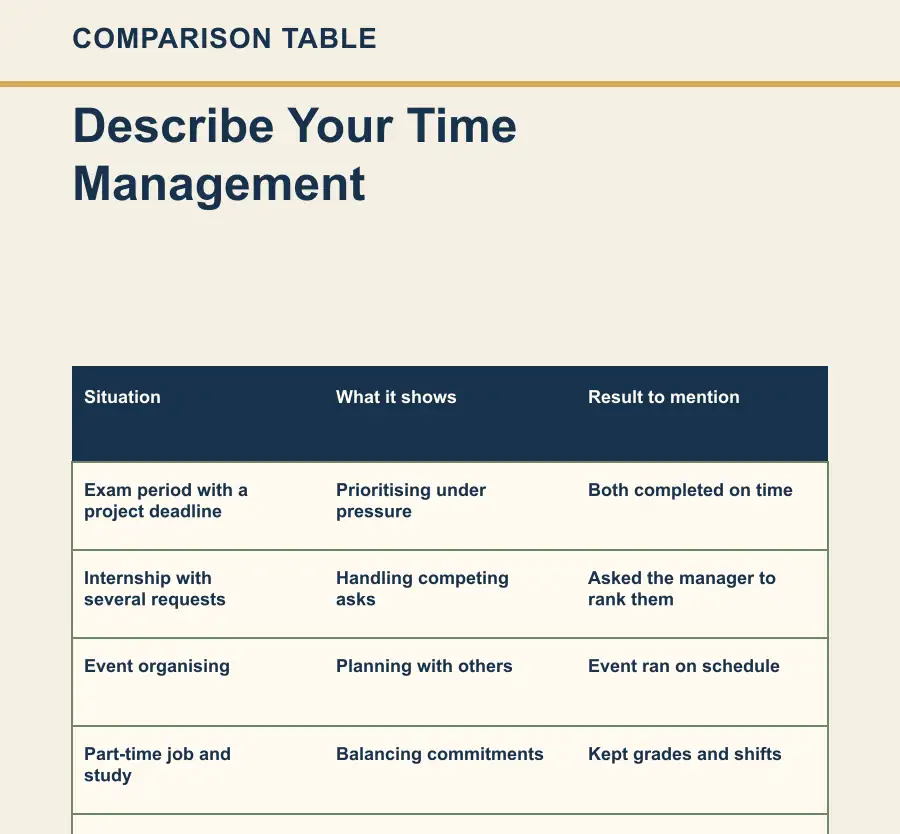 COMPARISON TABLE
Describe Your Time
Management
Situation What it shows Result to mention
Exam period with a Prioritising under Both completed on time
project deadline pressure
Internship with Handling competing Asked the manager to
several requests asks rank them
Event organising Planning with others Event ran on schedule
Part-time job and Balancing commitments Kept grades and shifts
study